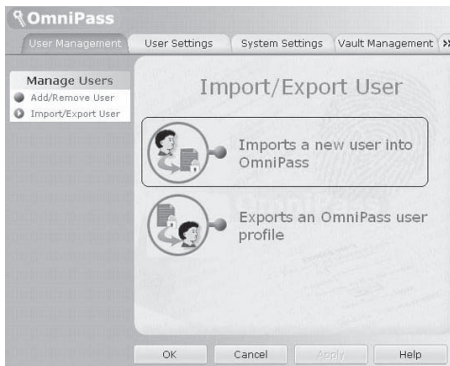 OmniPass
User Management
User Settings
System Settings
Vault Management
Manage Users
Add/Remove User
Import/Export User
Import/Export User
Imports a new user into
OmniPass
Exports an OmniPass user
profile
OK
Cancel
Apply
Help